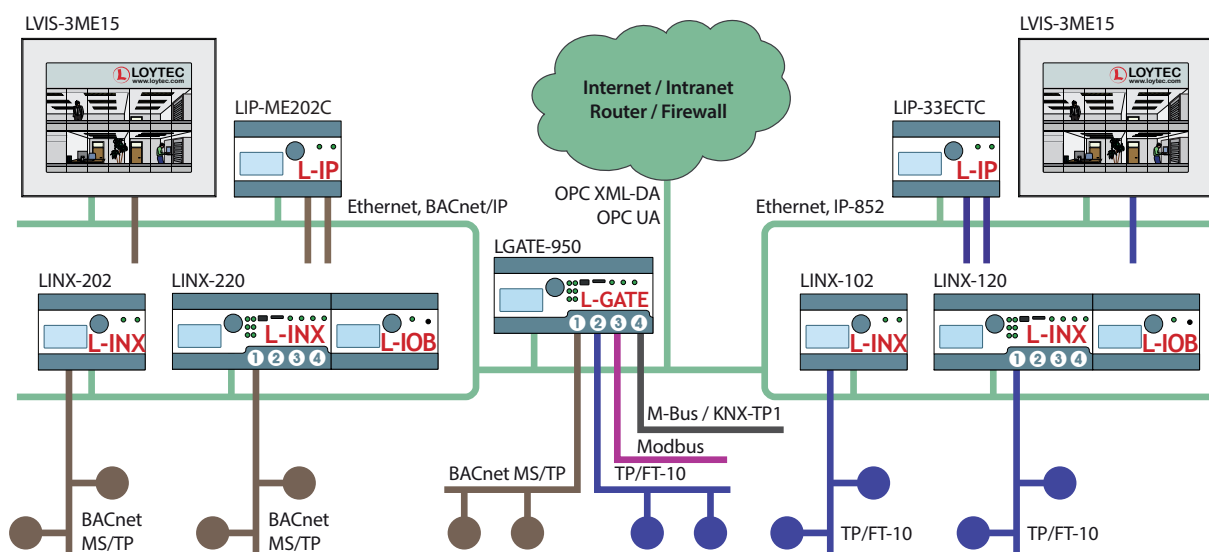 LVIS-3ME15
LOYTEC
www.loytec.com
LIP-ME202C
L-IP
Internet / Intranet
Router / Firewall
LIP-33ECTC
L-IP
LVIS-3ME15
LOYTEC
www.loytec.com
Ethernet, BACnet/IP
OPC XML-DA
OPC UA
Ethernet, IP-852
LINX-202
L-INX
LINX-220
L-INX
1 2 3 4
L-IOB
LGATE-950
L-GATE
1 2 3 4
LINX-102
L-INX
LINX-120
L-INX
1 2 3 4
L-IOB
M-Bus / KNX-TP1
Modbus
BACnet MS/TP
TP/FT-10
BACnet
MS/TP
BACnet
MS/TP
TP/FT-10
TP/FT-10